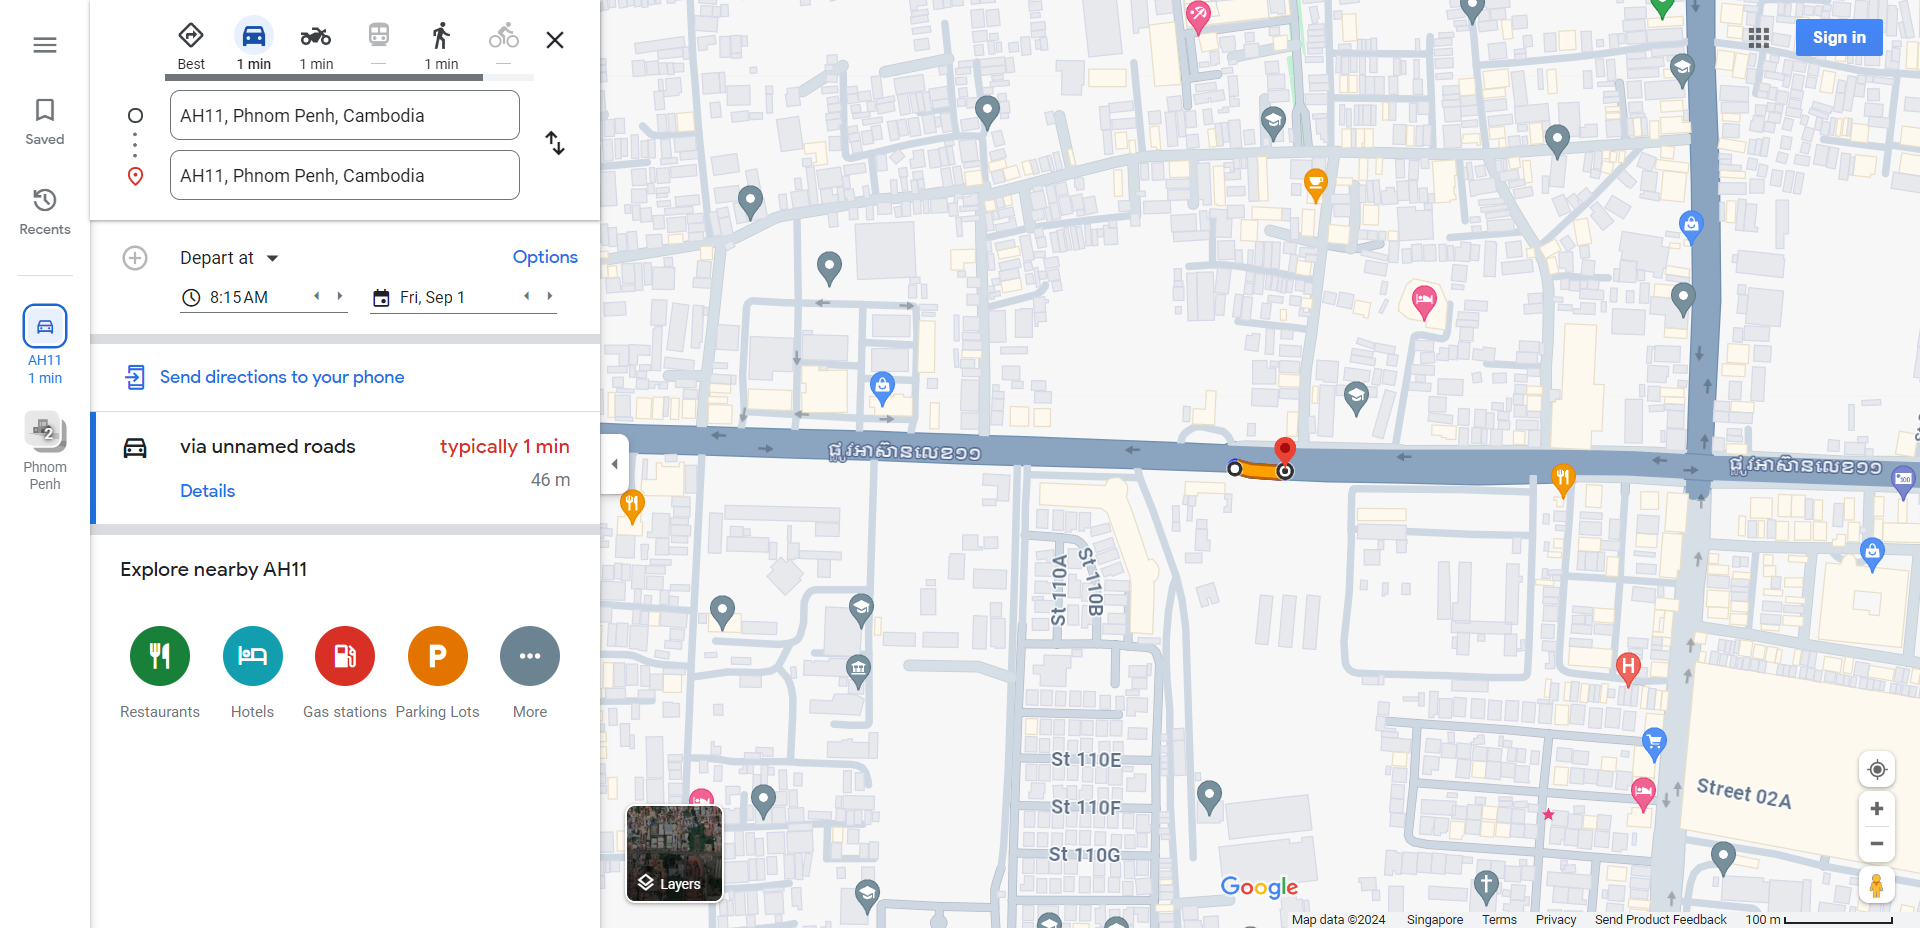 Best
1 min
1 min
—
1 min
—
AH11, Phnom Penh, Cambodia
AH11, Phnom Penh, Cambodia
Saved
Recents
AH11
1 min
2
Phnom
Penh
Depart at
Options
8:15 AM
Fri, Sep 1
Send directions to your phone
via unnamed roads
typically 1 min
46 m
Details
Explore nearby AH11
P
Restaurants
Hotels
Gas stations
Parking Lots
More
Sign in
ផ្លូវអាស៊ានលេខ១១
ផ្លូវអាស៊ានលេខ១១
St 110A
St 110B
H
St 110E
St 110F
St 110G
Street 02A
Layers
Google
Map data ©2024
Singapore
Terms
Privacy
Send Product Feedback
100 m